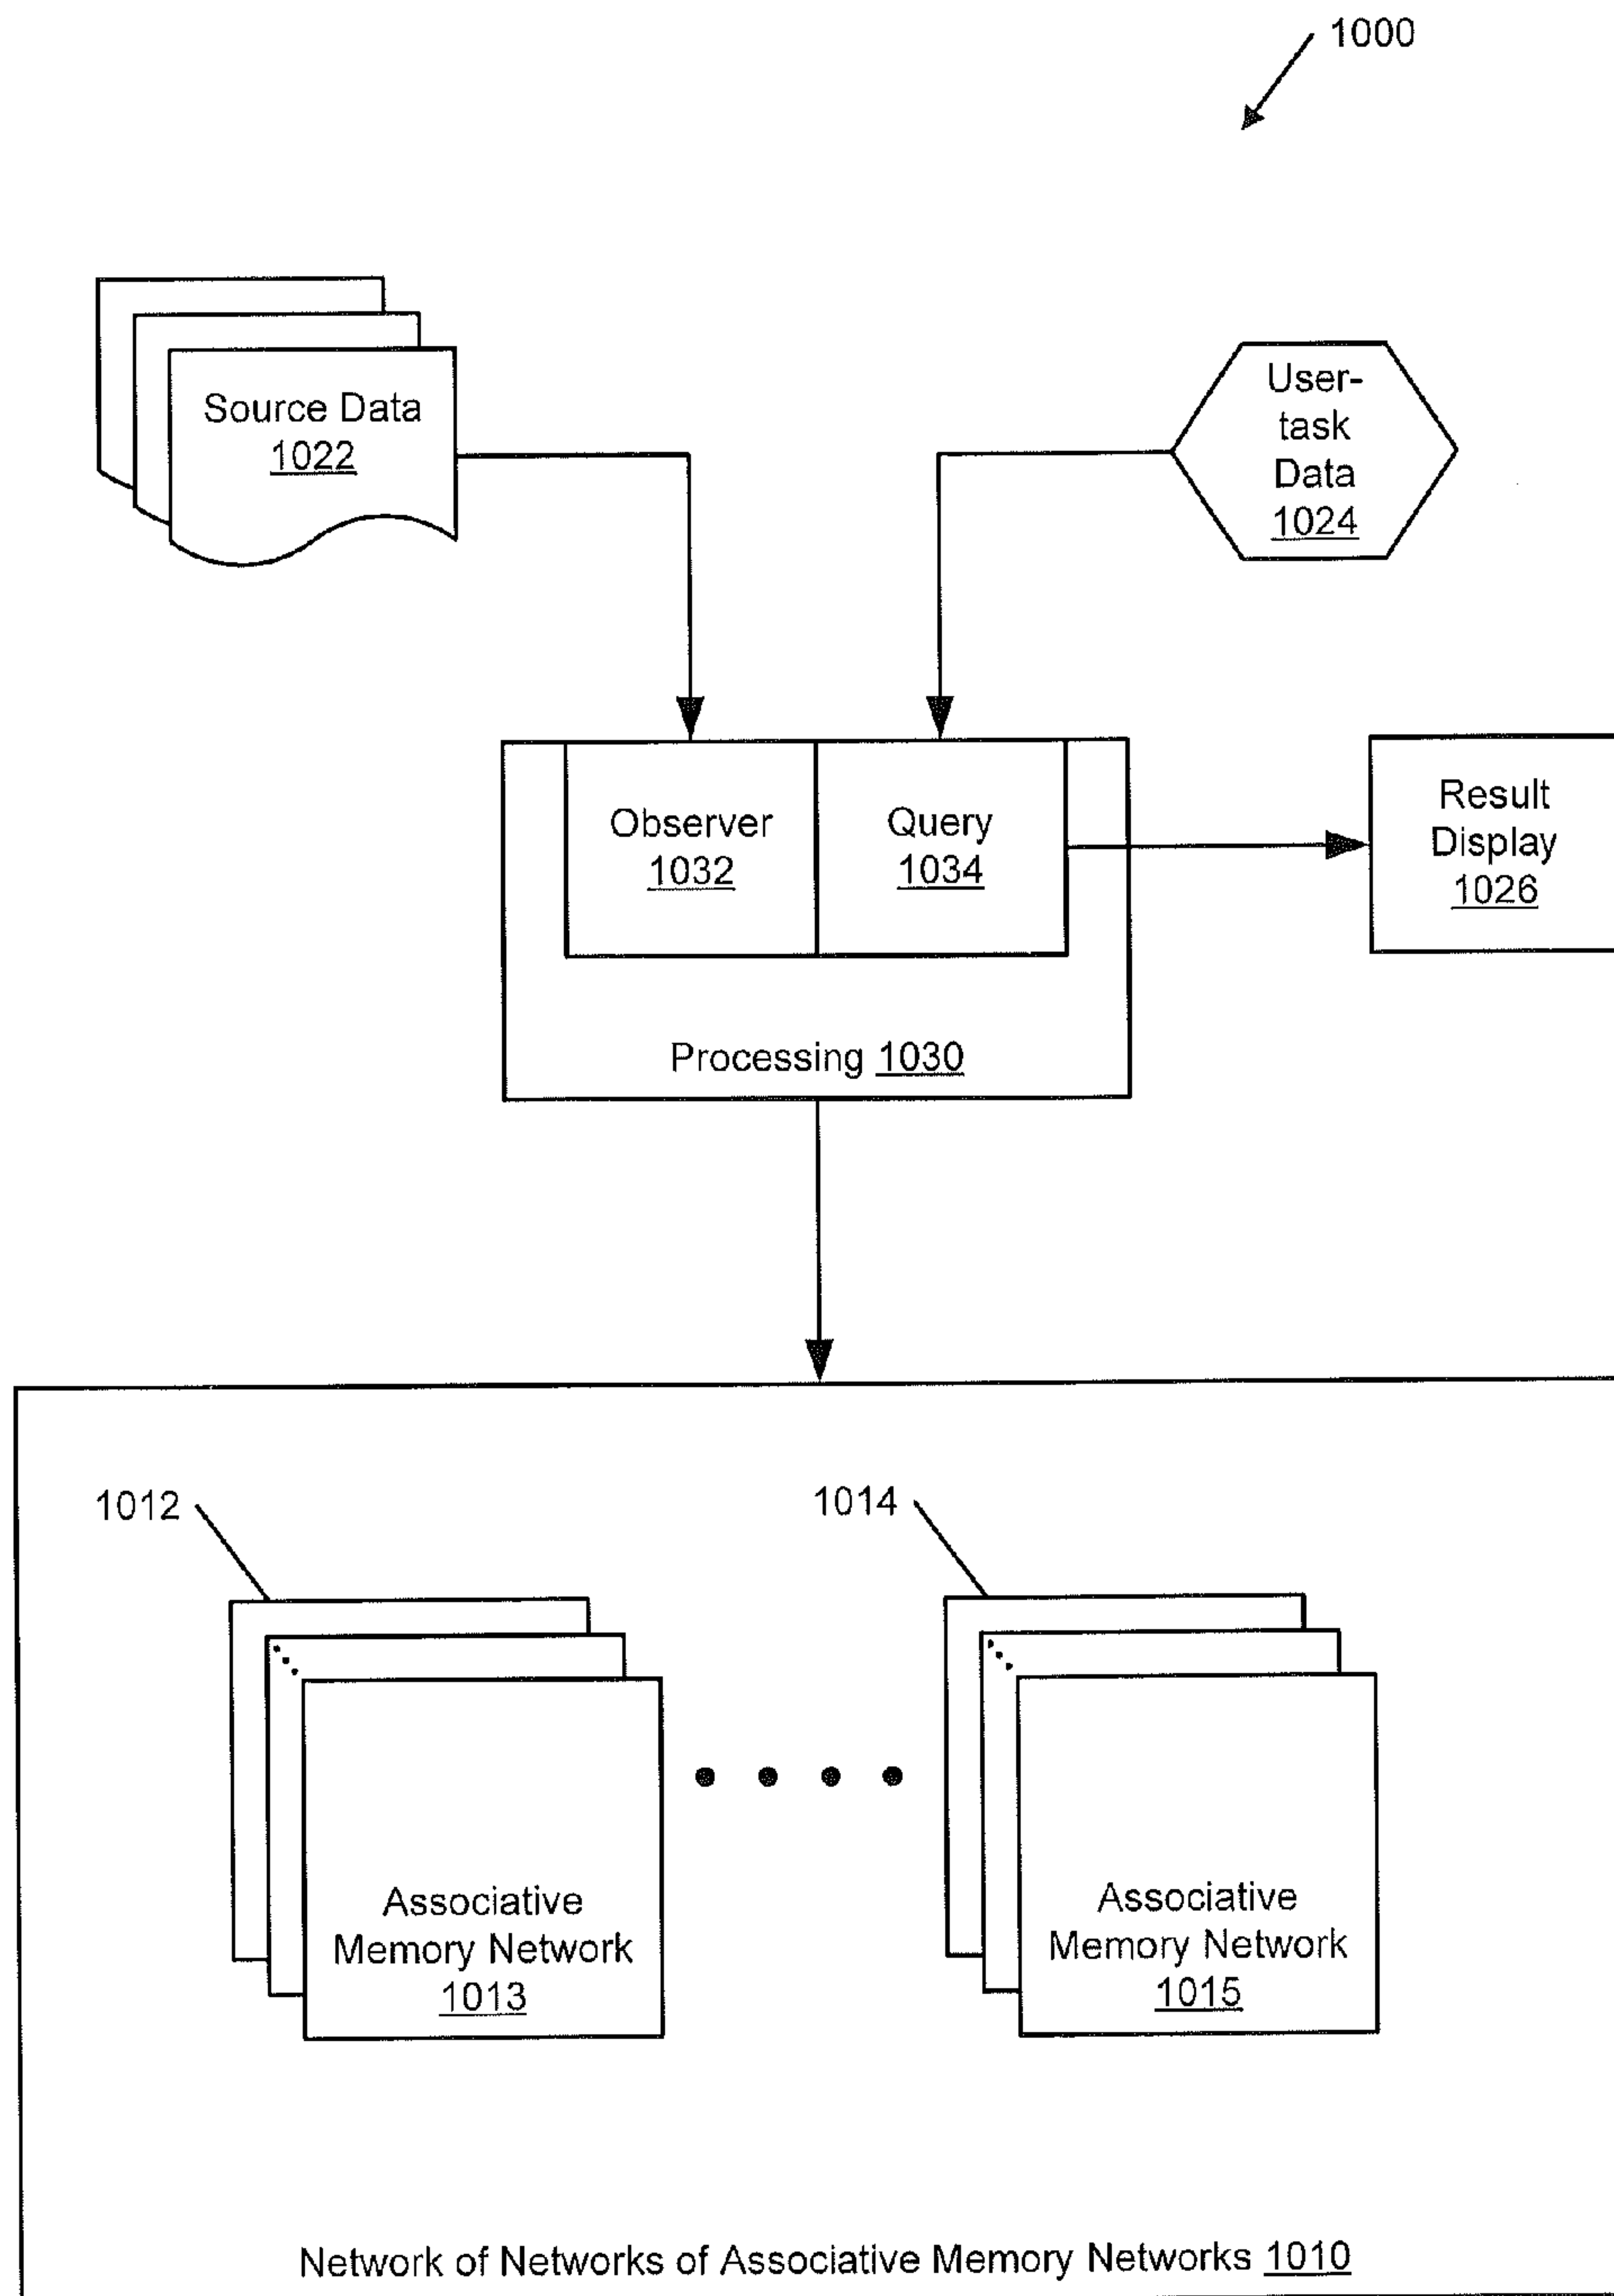 1000
Source Data
1022
User-
task
Data
1024
Observer
1032
Query
1034
Result
Display
1026
Processing 1030
1012
1014
Associative
Memory Network
1013
Associative
Memory Network
1015
Network of Networks of Associative Memory Networks 1010